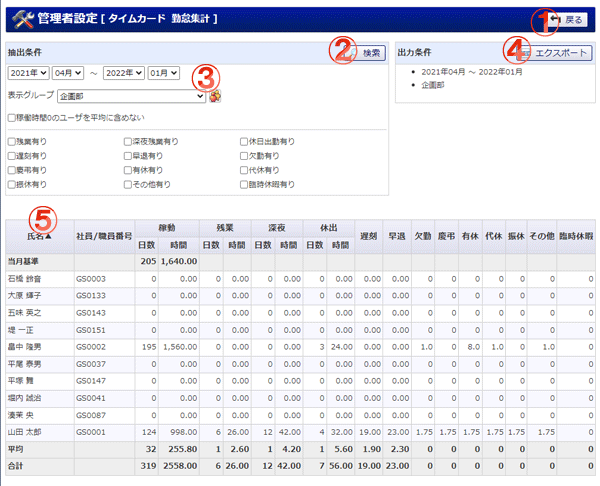 管理者設定 [ タイムカード 勤怠集計 ] ① 戻る
抽出条件 ② 検索
2021年 04月 ～ 2022年 01月 ③
表示グループ 企画部
稼働時間0のユーザを平均に含めない
残業有り 深夜残業有り 休日出勤有り
遅刻有り 早退有り 欠勤有り
慶弔有り 有休有り 代休有り
振休有り その他有り 臨時休暇有り
出力条件 ④ エクスポート
2021年04月 ～ 2022年01月
企画部
⑤
氏名▲ 社員/職員番号 稼働 残業 深夜 休出 遅刻 早退 欠勤 慶弔 有休 代休 振休 その他 臨時休暇
日数 時間 日数 時間 日数 時間 日数 時間
当月基準 205 1,640.00
石橋 鈴音 GS0003 0 0.00 0 0.00 0 0.00 0 0.00 0.00 0.00 0 0 0 0 0 0 0
大原 輝子 GS0133 0 0.00 0 0.00 0 0.00 0 0.00 0.00 0.00 0 0 0 0 0 0 0
五味 英之 GS0143 0 0.00 0 0.00 0 0.00 0 0.00 0.00 0.00 0 0 0 0 0 0 0
堤 一正 GS0151 0 0.00 0 0.00 0 0.00 0 0.00 0.00 0.00 0 0 0 0 0 0 0
畠中 隆男 GS0002 195 1,560.00 0 0.00 0 0.00 3 24.00 0.00 0.00 1.0 0 8.0 1.0 0 1.0 0
平尾 泰男 GS0037 0 0.00 0 0.00 0 0.00 0 0.00 0.00 0.00 0 0 0 0 0 0 0
平塚 舞 GS0147 0 0.00 0 0.00 0 0.00 0 0.00 0.00 0.00 0 0 0 0 0 0 0
堀内 誠治 GS0041 0 0.00 0 0.00 0 0.00 0 0.00 0.00 0.00 0 0 0 0 0 0 0
湊茉 央 GS0087 0 0.00 0 0.00 0 0.00 0 0.00 0.00 0.00 0 0 0 0 0 0 0
山田 太郎 GS0001 124 998.00 6 26.00 12 42.00 4 32.00 19.00 23.00 1.75 1.75 1.75 1.75 1.75 1.75 0
平均 32 255.80 1 2.60 1 4.20 1 5.60 1.90 2.30 0 0 0 0 0 0 0
合計 319 2558.00 6 26.00 12 42.00 7 56.00 19.00 23.00 0 0 0 0 0 0 0